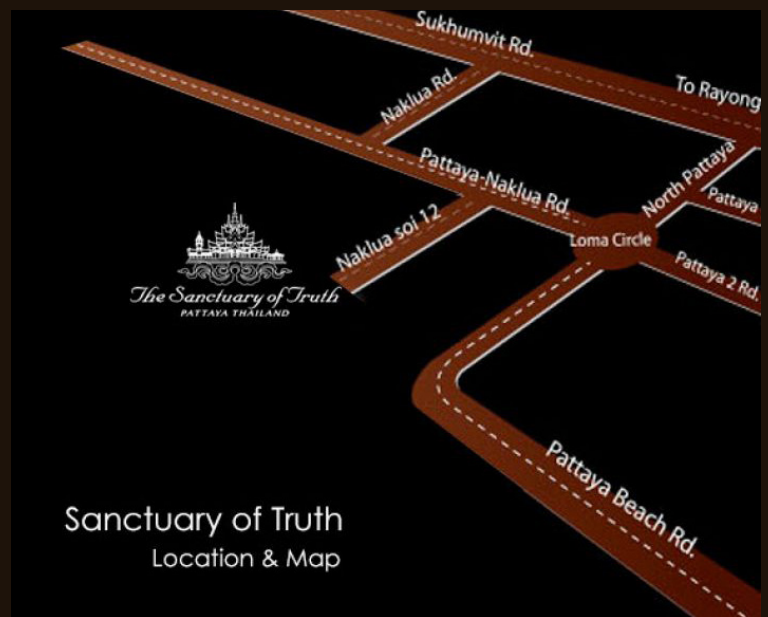 Sukhumvit Rd.
To Rayong
Naklua Rd.
Pattaya-Naklua Rd.
North Pattaya
Pattaya
Naklua soi 12
Loma Circle
Pattaya 2 Rd.
The Sanctuary of Truth
PATTAYA THAILAND
Pattaya Beach Rd.
Sanctuary of Truth
Location & Map